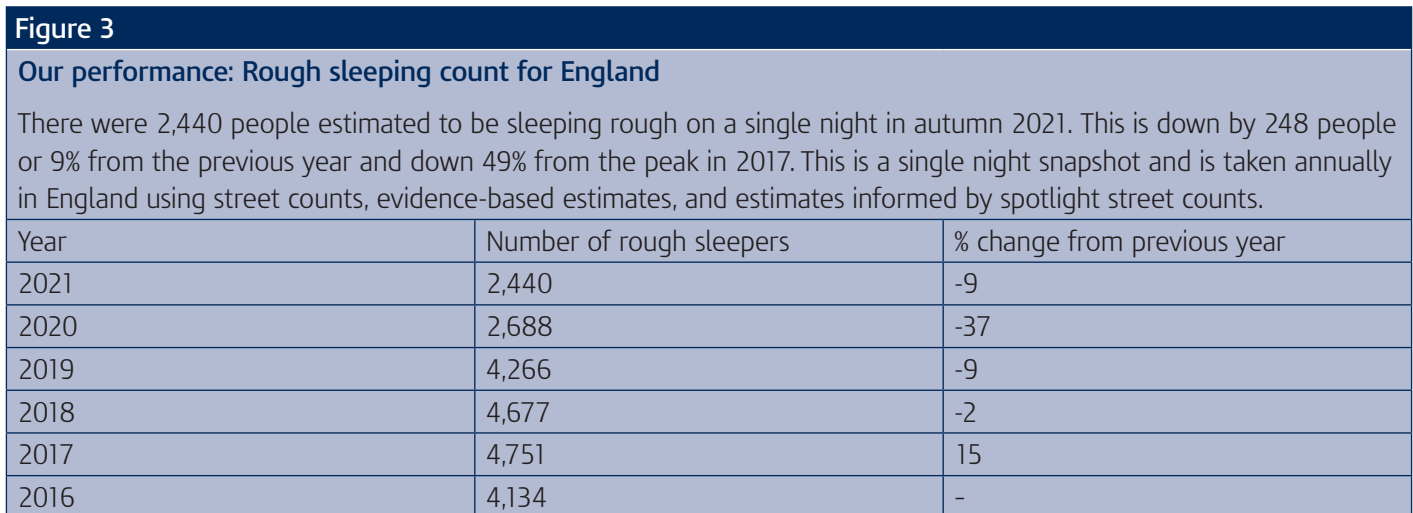 Figure 3
Our performance: Rough sleeping count for England
There were 2,440 people estimated to be sleeping rough on a single night in autumn 2021. This is down by 248 people
or 9% from the previous year and down 49% from the peak in 2017. This is a single night snapshot and is taken annually
in England using street counts, evidence-based estimates, and estimates informed by spotlight street counts.
Year Number of rough sleepers % change from previous year
2021 2,440 -9
2020 2,688 -37
2019 4,266 -9
2018 4,677 -2
2017 4,751 15
2016 4,134 –